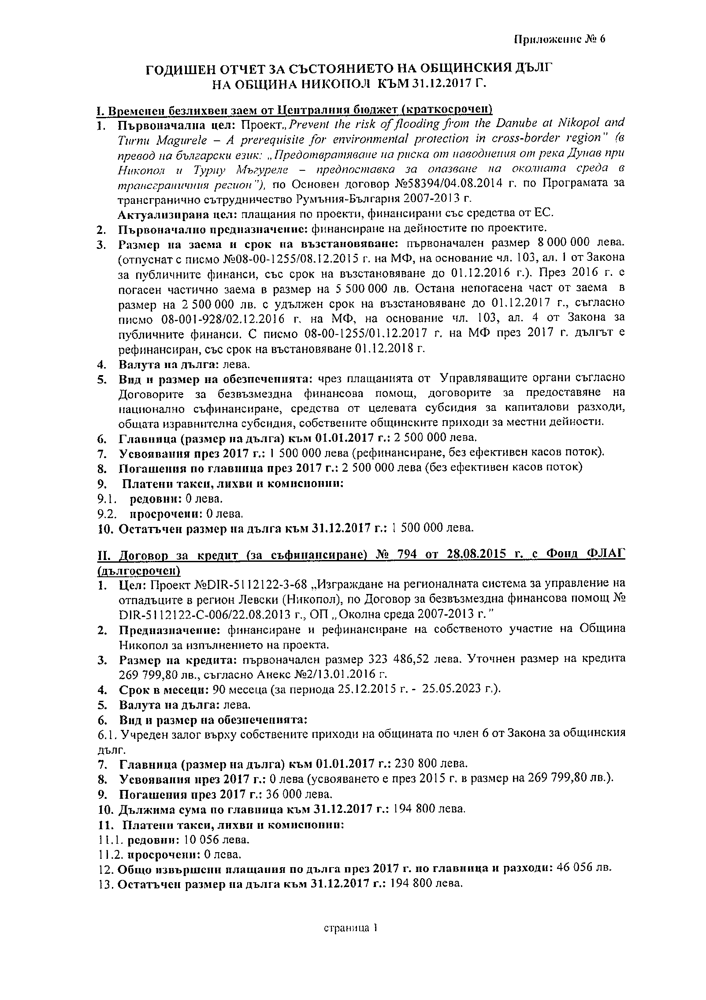 Приложение № 6
ГОДИШЕН ОТЧЕТ ЗА СЪСТОЯНИЕТО НА ОБЩИНСКИЯ ДЪЛГ
НА ОБЩИНА НИКОПОЛ КЪМ 31.12.2017 Г.
I. Временен безлихвен заем от Централния бюджет (краткосрочен)
1. Първоначална цел: Проект„Prevent the risk of flooding from the Danube at Nikopol and
Turnu Magurele – A prerequisite for environmental protection in cross-border region" (в
превод на български език: „Предотвратяване на риска от наводнения от река Дунав при
Никопол и Турну Мъгуреле – предпоставка за опазване на околната среда в
трансграничния регион"), по Основен договор №58394/04.08.2014 г. по Програмата за
трансгранично сътрудничество Румъния-България 2007-2013 г.
Актуализирана цел: плащания по проекти, финансирани със средства от ЕС.
2. Първоначално предназначение: финансиране на дейностите по проектите.
3. Размер на заема и срок на възстановяване: първоначален размер 8 000 000 лева.
(отпуснат с писмо №08-00-1255/08.12.2015 г. на МФ, на основание чл. 103, ал. 1 от Закона
за публичните финанси, със срок на възстановяване до 01.12.2016 г.). През 2016 г. е
погасен частично заема в размер на 5 500 000 лв. Остана непогасена част от заема в
размер на 2 500 000 лв. с удължен срок на възстановяване до 01.12.2017 г., съгласно
писмо 08-001-928/02.12.2016 г. на МФ, на основание чл. 103, ал. 4 от Закона за
публичните финанси. С писмо 08-00-1255/01.12.2017 г. на МФ през 2017 г. дългът е
рефинансиран, със срок на въстановяване 01.12.2018 г.
4. Валута на дълга: лева.
5. Вид и размер на обезпеченията: чрез плащанията от Управляващите органи съгласно
Договорите за безвъзмездна финансова помощ, договорите за предоставяне на
национално съфинансиране, средства от целевата субсидия за капиталови разходи,
общата изравнителна субсидия, собствените общинските приходи за местни дейности.
6. Главница (размер на дълга) към 01.01.2017 г.: 2 500 000 лева.
7. Усвоявания през 2017 г.: 1 500 000 лева (рефинансиране, без ефективен касов поток).
8. Погашения по главница през 2017 г.: 2 500 000 лева (без ефективен касов поток)
9. Платени такси, лихви и комисионни:
9.1. редовни: 0 лева.
9.2. просрочени: 0 лева.
10. Остатъчен размер на дълга към 31.12.2017 г.: 1 500 000 лева.
II. Договор за кредит (за съфинансиране) № 794 от 28.08.2015 г. с Фонд ФЛАГ
(дългосрочен)
1. Цел: Проект №DIR-5112122-3-68 „Изграждане на регионалната система за управление на
отпадъците в регион Левски (Никопол), по Договор за безвъзмездна финансова помощ №
DIR-5112122-C-006/22.08.2013 г., ОП „Околна среда 2007-2013 г."
2. Предназначение: финансиране и рефинансиране на собственото участие на Община
Никопол за изпълнението на проекта.
3. Размер на кредита: първоначален размер 323 486,52 лева. Уточнен размер на кредита
269 799,80 лв., съгласно Анекс №2/13.01.2016 г.
4. Срок в месеци: 90 месеца (за периода 25.12.2015 г. - 25.05.2023 г.).
5. Валута на дълга: лева.
6. Вид и размер на обезпеченията:
6.1. Учреден залог върху собствените приходи на общината по член 6 от Закона за общинския
дълг.
7. Главница (размер на дълга) към 01.01.2017 г.: 230 800 лева.
8. Усвоявания през 2017 г.: 0 лева (усвояването е през 2015 г. в размер на 269 799,80 лв.).
9. Погашения през 2017 г.: 36 000 лева.
10. Дължима сума по главница към 31.12.2017 г.: 194 800 лева.
11. Платени такси, лихви и комисионни:
11.1. редовни: 10 056 лева.
11.2. просрочени: 0 лева.
12. Общо извършени плащания по дълга през 2017 г. по главница и разходи: 46 056 лв.
13. Остатъчен размер на дълга към 31.12.2017 г.: 194 800 лева.
страница 1